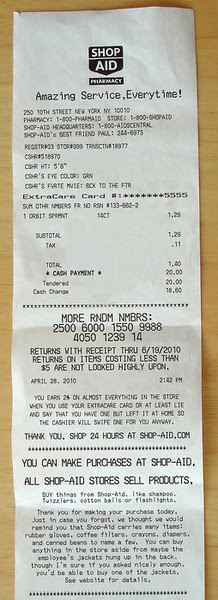 SHOP
AID
PHARMACY
Amazing Service,Everytime!
250 10TH STREET NEW YORK NY 10010
PHARMACY: 1-800-PHARMAID STORE: 1-800-SHOPAID
SHOP-AID HEADQUARTERS: 1-800-AIDSCENTRAL
SHOP-AID's BEST FRIEND PAUL: 244-6973
REGSTR#03 STOR#999 TRNSCTN#18977
CSHR#518970
CSHR HT: 5'6"
CSHR'S EYE COLOR: GRN
CSHR'S FVRTE MVIE: BCK TO THE FTR
ExtraCare Card #:*******5555
SUM OTHR NMBERS FR NO RSN #133-662-2
1 ORBIT SPRMNT 14CT 1.29
SUBTOTAL 1.29
TAX .11
TOTAL 1.40
* CASH PAYMENT * 20.00
Tendered 20.00
Cash Change 18.60
MORE RNDM NMBRS:
2500 6000 1550 9988
4050 1239 14
RETURNS WITH RECEIPT THRU 6/19/2010
RETURNS ON ITEMS COSTING LESS THAN
$5 ARE NOT LOOKED HIGHLY UPON.
APRIL 28, 2010 2:42 PM
YOU EARN 2% ON ALMOST EVERYTHING IN THE STORE
WHEN YOU USE YOUR EXTRACARE CARD OR AT LEAST LIE
AND SAY THAT YOU HAVE ONE BUT LEFT IT AT HOME SO
THE CASHIER WILL SWIPE ONE FOR YOU ANYWAY.
THANK YOU. SHOP 24 HOURS AT SHOP-AID.COM
YOU CAN MAKE PURCHASES AT SHOP-AID.
ALL SHOP-AID STORES SELL PRODUCTS.
BUY things from Shop-Aid, like shampoo,
Twizzlers, cotton balls or flashlights.
Thank you for making your purchase today.
Just in case you forgot, we thought we would
remind you that Shop-Aid carries many items:
rubber gloves, coffee filters, crayons, diapers,
and canned beans to name a few. You can buy
anything in the store aside from maybe the
employee's jackets hung up in the back,
though I'm sure if you asked nicely enough,
you'd be able to buy one of the jackets.
See website for details.